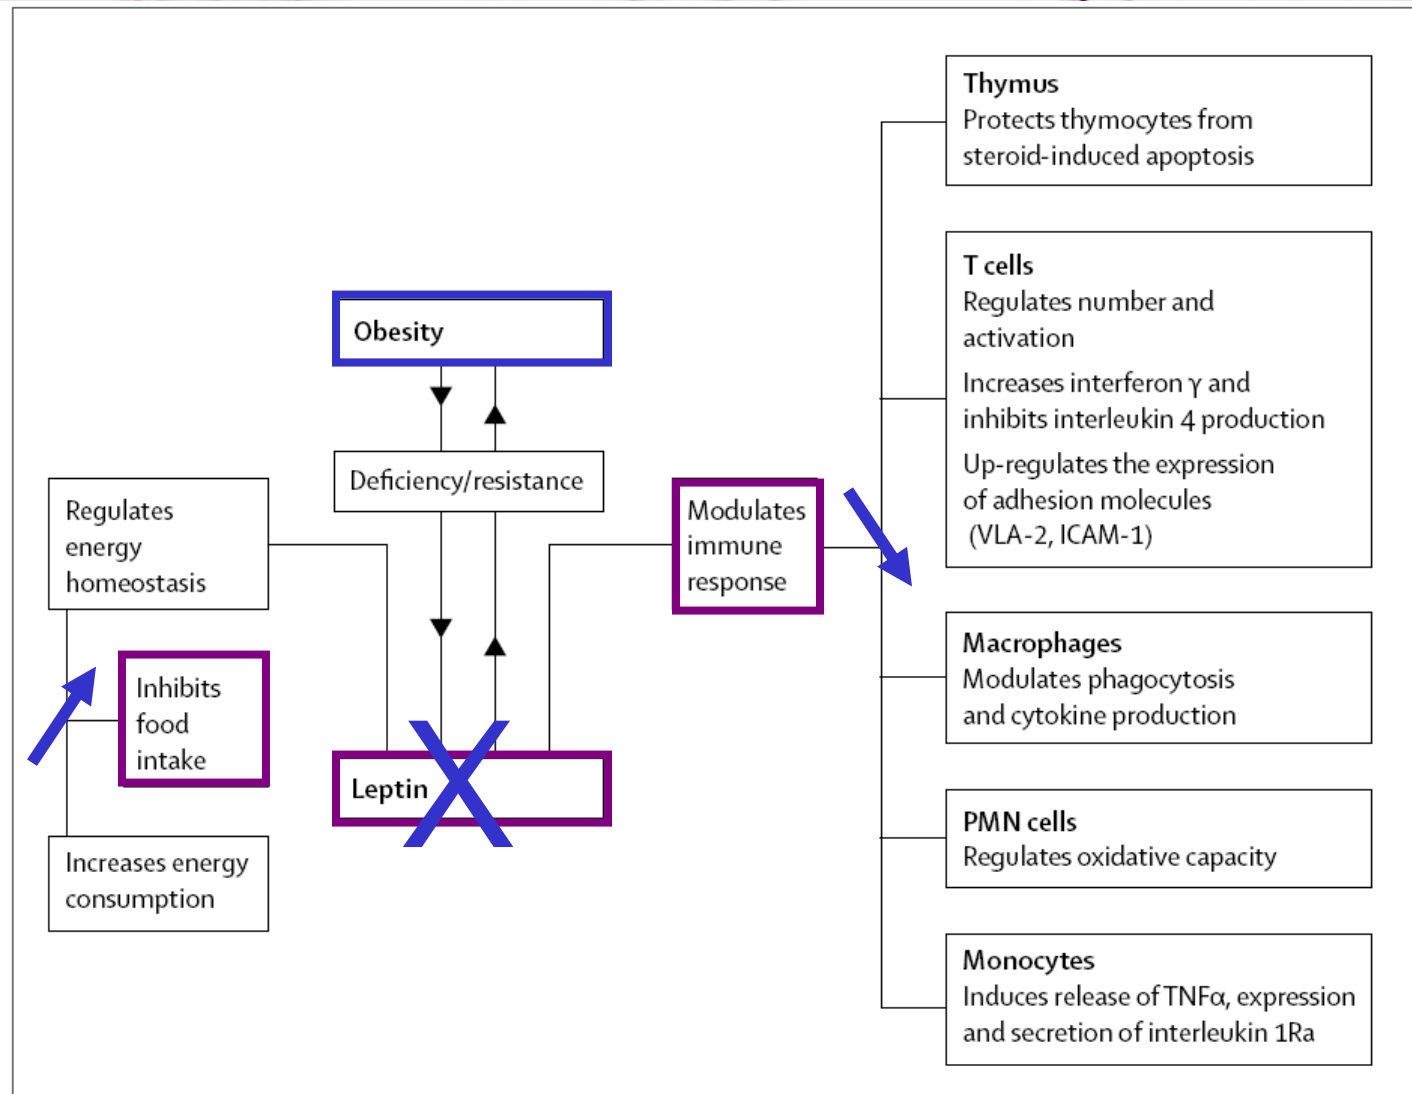 Obesity
Deficiency/resistance
Regulates
energy
homeostasis
Inhibits
food
intake
Increases energy
consumption
Leptin
Modulates
immune
response
Thymus
Protects thymocytes from
steroid-induced apoptosis
T cells
Regulates number and
activation
Increases interferon γ and
inhibits interleukin 4 production
Up-regulates the expression
of adhesion molecules
(VLA-2, ICAM-1)
Macrophages
Modulates phagocytosis
and cytokine production
PMN cells
Regulates oxidative capacity
Monocytes
Induces release of TNFα, expression
and secretion of interleukin 1Ra